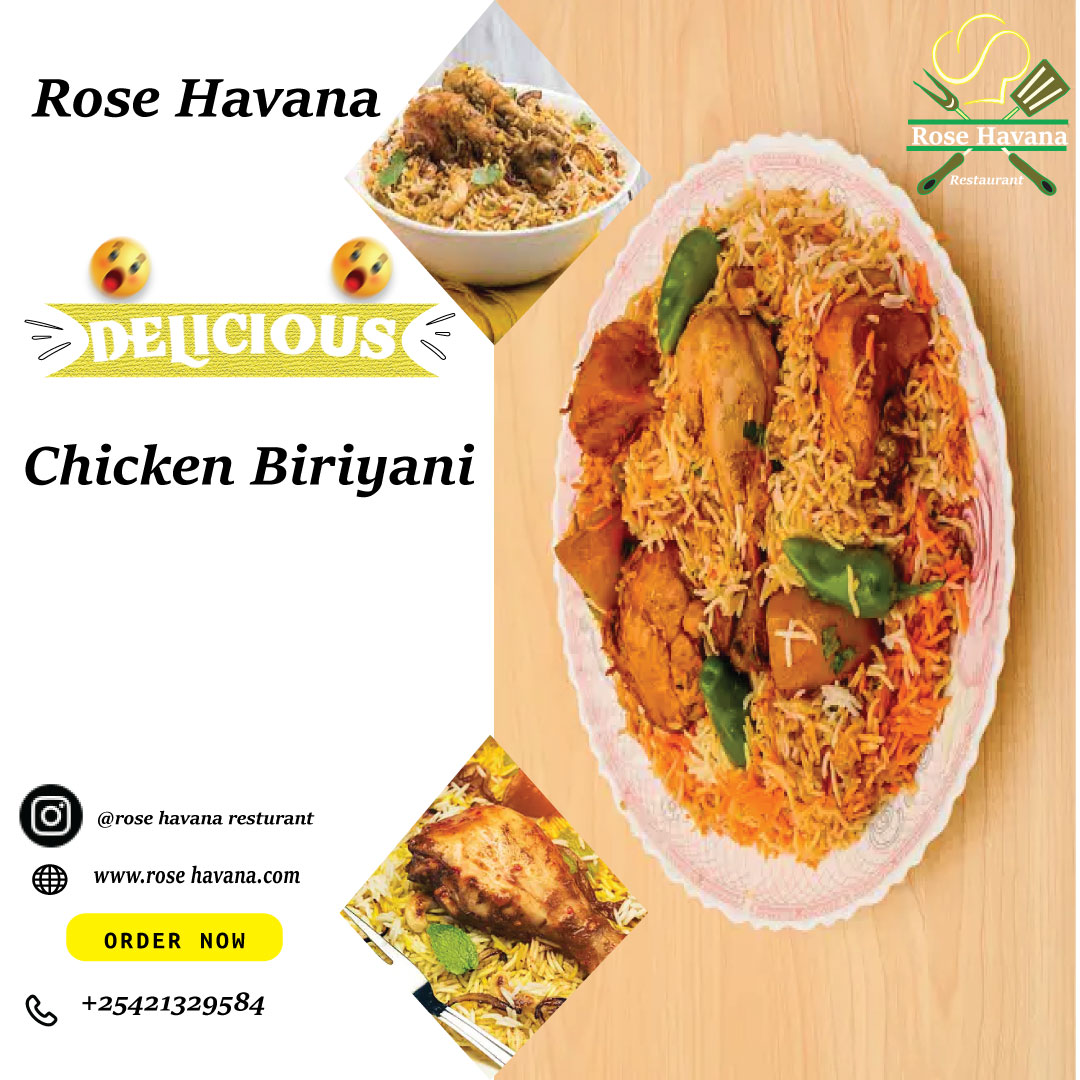 Rose Havana
Rose Havana
Restaurant
DELICIOUS
Chicken Biriyani
@rose havana resturant
www.rose havana.com
ORDER NOW
+25421329584